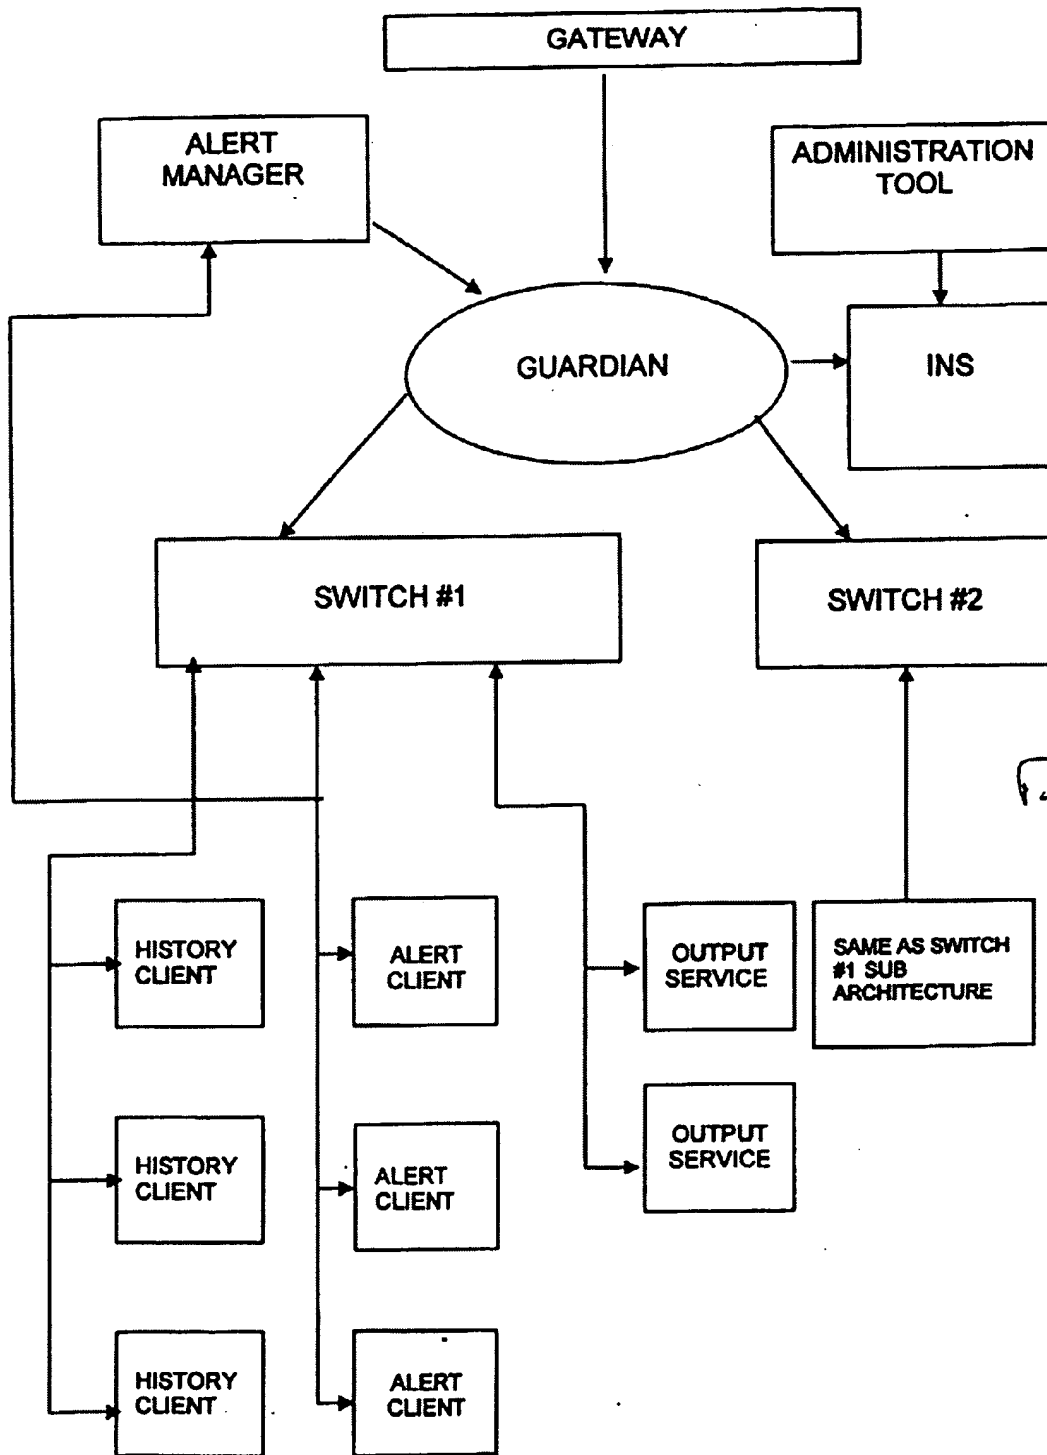 GATEWAY
ALERT
MANAGER
ADMINISTRATION
TOOL
GUARDIAN
INS
SWITCH #1
SWITCH #2
HISTORY
CLIENT
ALERT
CLIENT
OUTPUT
SERVICE
SAME AS SWITCH
#1 SUB
ARCHITECTURE
HISTORY
CLIENT
ALERT
CLIENT
OUTPUT
SERVICE
HISTORY
CLIENT
ALERT
CLIENT